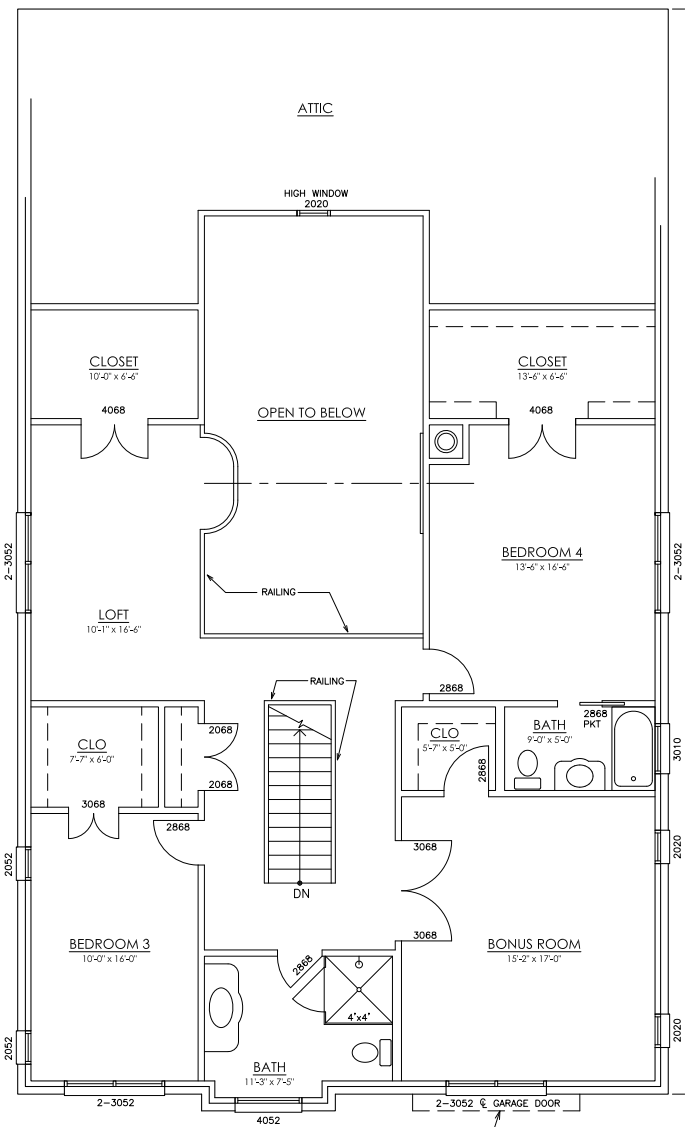 ATTIC
HIGH WINDOW
2020
CLOSET
10'-0" x 6'-6"
CLOSET
13'-6" x 6'-6"
4068
OPEN TO BELOW
4068
2-3052
BEDROOM 4
13'-6" x 16'-6"
2-3052
RAILING
LOFT
10'-1" x 16'-6"
RAILING
2868
2868
PKT
BATH
9'-0" x 5'-0"
2068
CLO
5'-7" x 5'-0"
CLO
7'-7" x 6'-0"
3010
2868
2068
3068
2868
2052
3068
2020
DN
3068
BEDROOM 3
10'-0" x 16'-0"
BONUS ROOM
15'-2" x 17'-0"
2868
4'x4'
2052
2020
BATH
11'-3" x 7'-5"
2-3052
4052
2-3052 ℄ GARAGE DOOR